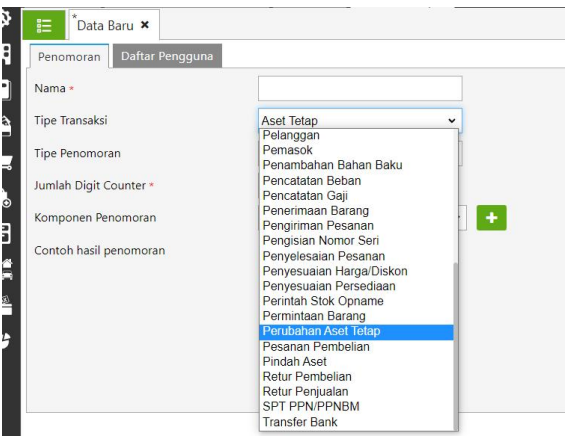 *Data Baru ✖
Penomoran Daftar Pengguna
Nama *
Tipe Transaksi Aset Tetap
Pelanggan
Pemasok
Tipe Penomoran
Penambahan Bahan Baku
Pencatatan Beban
Jumlah Digit Counter *
Pencatatan Gaji
Penerimaan Barang
Komponen Penomoran
Pengiriman Pesanan
Pengisian Nomor Seri
Contoh hasil penomoran
Penyelesaian Pesanan
Penyesuaian Harga/Diskon
Penyesuaian Persediaan
Perintah Stok Opname
Permintaan Barang
Perubahan Aset Tetap
Pesanan Pembelian
Pindah Aset
Retur Pembelian
Retur Penjualan
SPT PPN/PPNBM
Transfer Bank